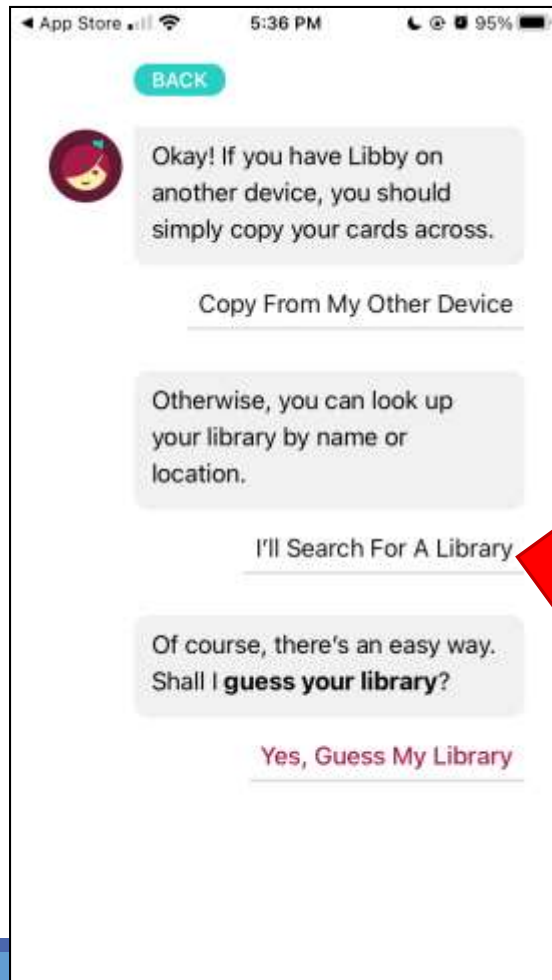 App Store 5:36 PM 95%
BACK
Okay! If you have Libby on
another device, you should
simply copy your cards across.
Copy From My Other Device
Otherwise, you can look up
your library by name or
location.
I'll Search For A Library
Of course, there's an easy way.
Shall I guess your library?
Yes, Guess My Library